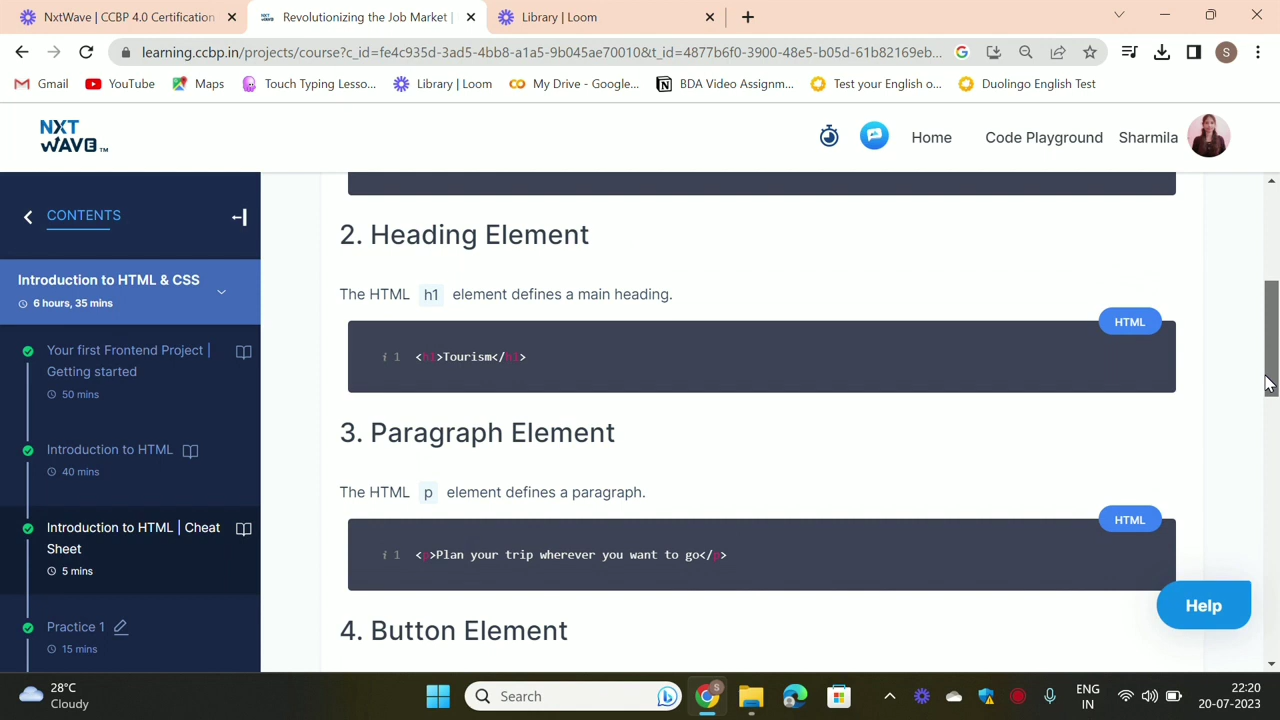 NxtWave | CCBP 4.0 Certification
Revolutionizing the Job Market |
Library | Loom
learning.ccbp.in/projects/course?c_id=fe4c935d-3ad5-4bb8-a1a5-9b045ae70010&t_id=4877b6f0-3900-48e5-b05d-61b82169eb...
S
Gmail
YouTube
Maps
Touch Typing Lesso...
Library | Loom
My Drive - Google...
BDA Video Assignm...
Test your English o...
Duolingo English Test
NXT
WAVE TM
Home
Code Playground
Sharmila
CONTENTS
Introduction to HTML & CSS
6 hours, 35 mins
Your first Frontend Project |
Getting started
50 mins
Introduction to HTML
40 mins
Introduction to HTML | Cheat
Sheet
5 mins
Practice 1
15 mins
2. Heading Element
The HTML h1 element defines a main heading.
HTML
1 <h1>Tourism</h1>
3. Paragraph Element
The HTML p element defines a paragraph.
HTML
1 <p>Plan your trip wherever you want to go</p>
4. Button Element
Help
28°C
Cloudy
Search
ENG
IN
22:20
20-07-2023